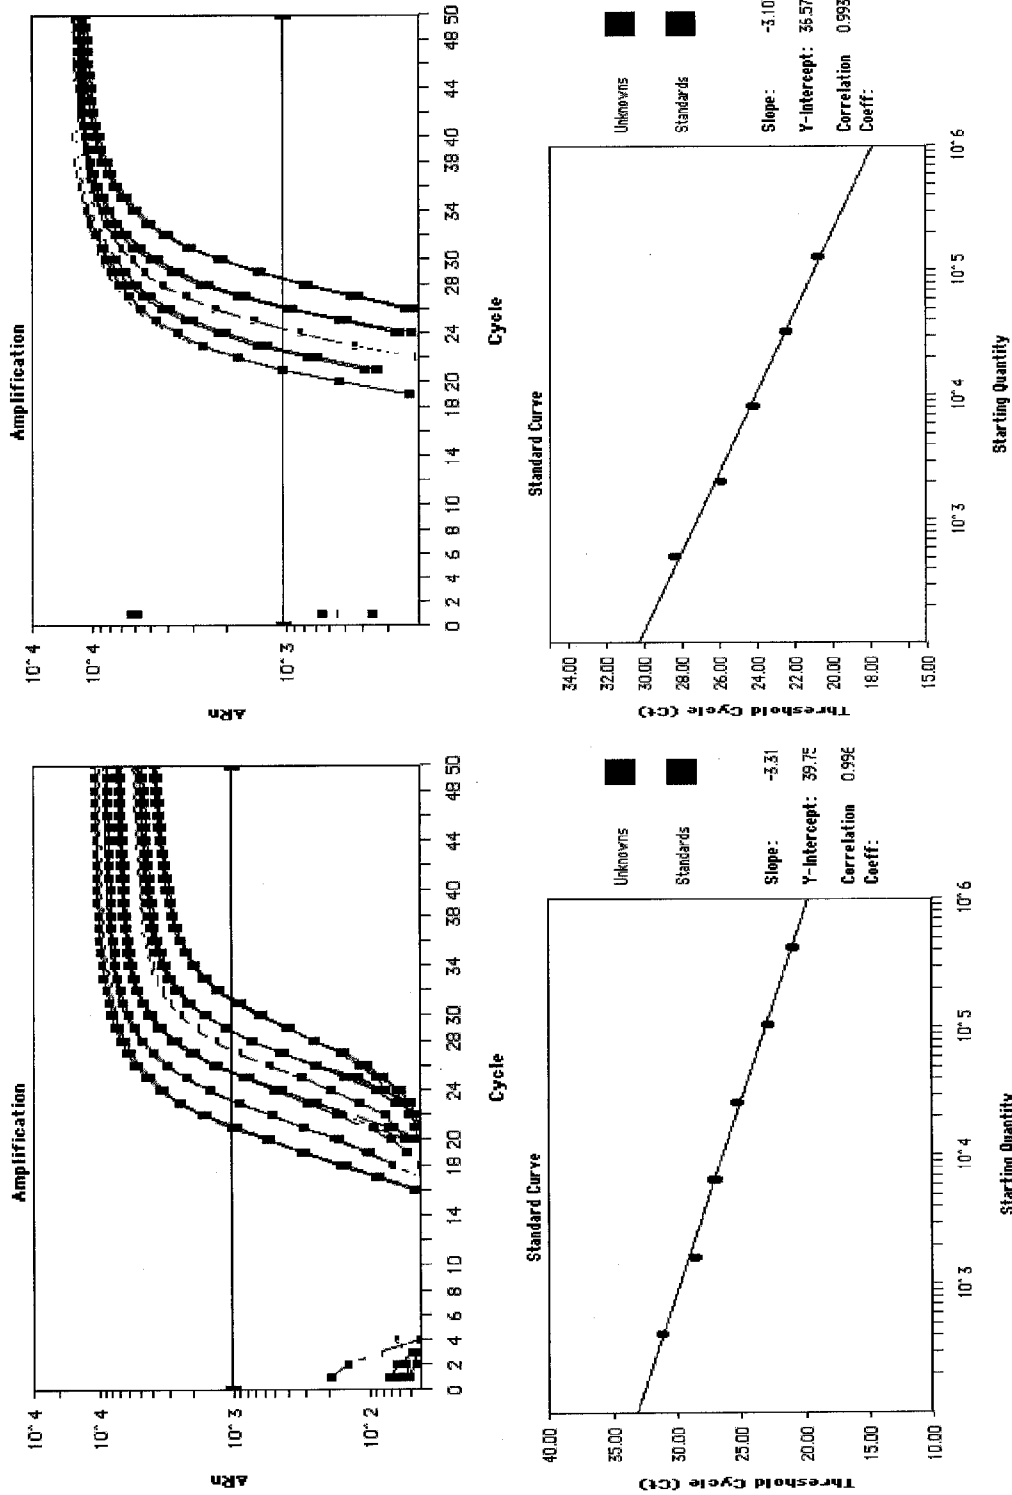 Amplification
10^4
10^4
10^3
ΔRn
0 2 4 6 8 10 14 18 20 24 28 30 34 38 40 44 48 50
Cycle
Standard Curve
34.00
32.00
30.00
28.00
26.00
24.00
22.00
20.00
18.00
15.00
Threshold Cycle (Ct)
10^3 10^4 10^5 10^6
Starting Quantity
Unknowns
Standards
Slope: -3.10
Y-Intercept: 36.57
Correlation 0.993
Coeff:
Amplification
10^4
10^4
10^3
10^2
ΔRn
0 2 4 6 8 10 14 18 20 24 28 30 34 38 40 44 48 50
Cycle
Standard Curve
40.00
35.00
30.00
25.00
20.00
15.00
10.00
Threshold Cycle (Ct)
10^3 10^4 10^5 10^6
Starting Quantity
Unknowns
Standards
Slope: -3.31
Y-Intercept: 39.75
Correlation 0.996
Coeff: